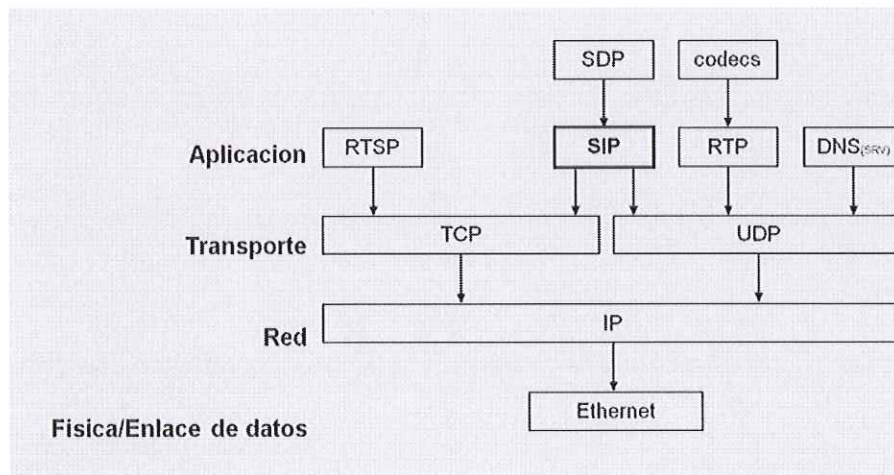 SDP codecs
Aplicacion RTSP SIP RTP DNS(SRV)
Transporte TCP UDP
Red IP
Ethernet
Fisica/Enlace de datos